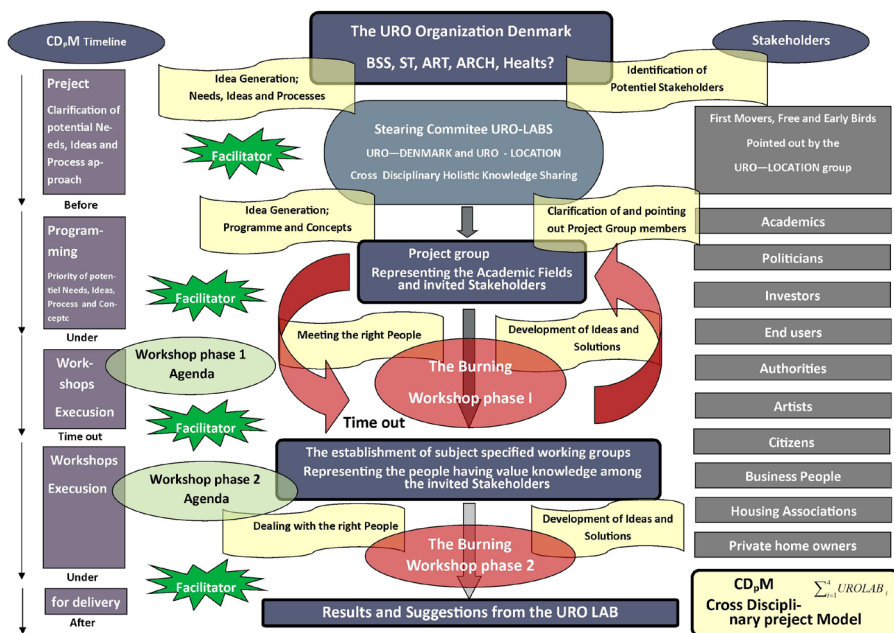 CDPM Timeline
The URO Organization Denmark
BSS, ST, ART, ARCH, Healts?
Stakeholders
Preject
Clarification of
potential Ne-
eds, Ideas and
Process ap-
proach
Before
Idea Generation;
Needs, Ideas and Processes
Identification of
Potentiel Stakeholders
Facilitator
Stearing Commitee URO-LABS
URO—DENMARK and URO - LOCATION
Cross Disciplinary Holistic Knowledge Sharing
First Movers, Free and Early Birds
Pointed out by the
URO—LOCATION group
Idea Generation;
Programme and Concepts
Clarification of and pointing
out Project Group members
Programm-
ming
Priority of poten-
tiel Needs, Ideas,
Process and Con-
ceptc
Under
Facilitator
Project group
Representing the Academic Fields
and invited Stakeholders
Academics
Politicians
Investors
End users
Authorities
Artists
Citizens
Business People
Housing Associations
Private home owners
Meeting the right People
Development of Ideas and
Solutions
Work-
shops
Execusion
Time out
Workshop phase 1
Agenda
Facilitator
The Burning
Workshop phase I
Time out
The establishment of subject specified working groups
Representing the people having value knowledge among
the invited Stakeholders
Workshops
Execusion
Under
Workshop phase 2
Agenda
Dealing with the right People
Development of Ideas and
Solutions
The Burning
Workshop phase 2
Facilitator
for delivery
After
Results and Suggestions from the URO LAB
CDPM ∑⁴ᵢ₌₁ UROLABᵢ
Cross Discipli-
nary preject Model